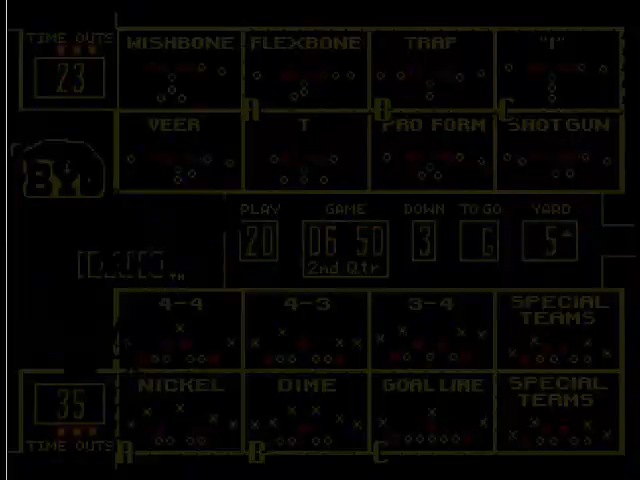 TIME OUTS
23
WISHBONE FLEXBONE TRAP "I"
A B C
VEER T PRO FORM SHOTGUN
BYU
PLAY GAME DOWN TO GO YARD
20 06 50 3 G 5
2nd Qtr
TM
4-4 4-3 3-4 SPECIAL TEAMS
NICKEL DIME GOAL LINE SPECIAL TEAMS
35
TIME OUTS
A B C